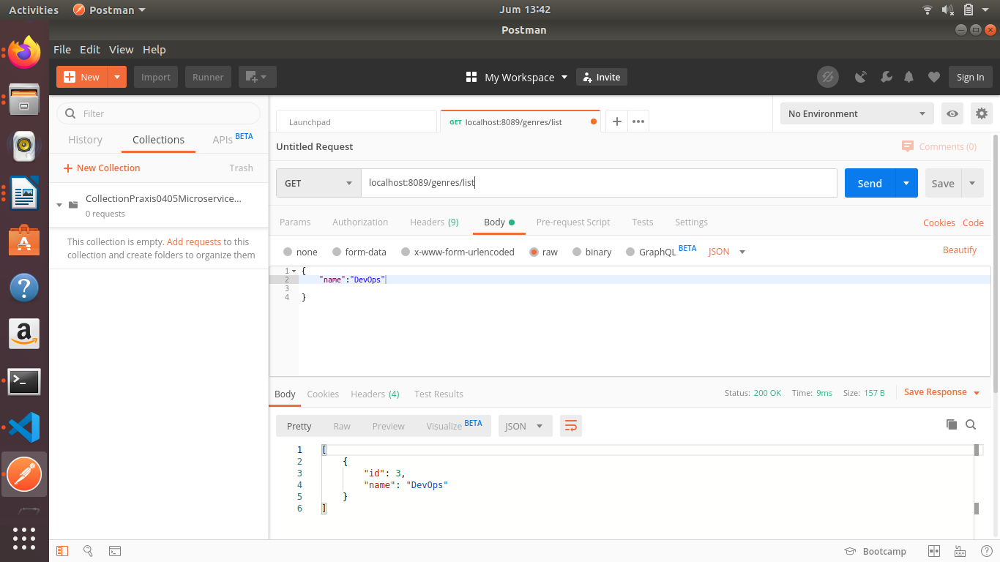 Activities Postman Jum 13:42
Postman
File Edit View Help
New Import Runner My Workspace Invite Sign In
Filter
History Collections APIs BETA
+ New Collection Trash
CollectionPraxis0405Microservice...
0 requests
This collection is empty. Add requests to this
collection and create folders to organize them
Launchpad GET localhost:8089/genres/list + ••• No Environment
Untitled Request Comments (0)
GET localhost:8089/genres/list Send Save
Params Authorization Headers (9) Body Pre-request Script Tests Settings Cookies Code
none form-data x-www-form-urlencoded raw binary GraphQL BETA JSON Beautify
1 {
2 "name":"DevOps"
3
4 }
Body Cookies Headers (4) Test Results Status: 200 OK Time: 9ms Size: 157 B Save Response
Pretty Raw Preview Visualize BETA JSON
1 [
2 {
3 "id": 3,
4 "name": "DevOps"
5 }
6 ]
Bootcamp